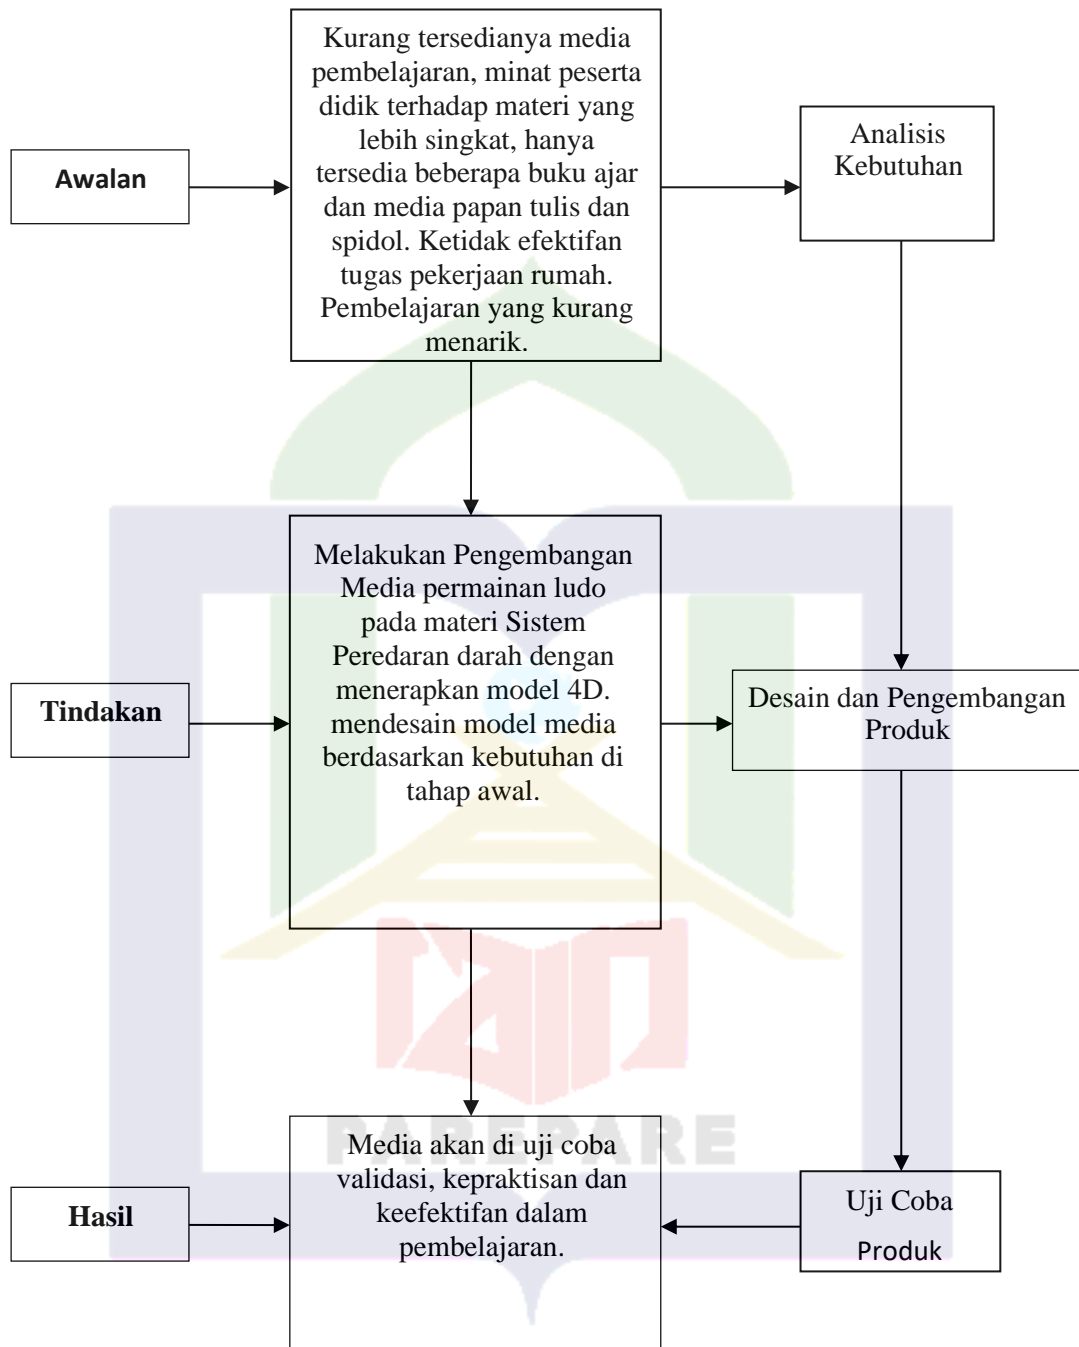 Awalan
Kurang tersedianya media
pembelajaran, minat peserta
didik terhadap materi yang
lebih singkat, hanya
tersedia beberapa buku ajar
dan media papan tulis dan
spidol. Ketidak efektifan
tugas pekerjaan rumah.
Pembelajaran yang kurang
menarik.
Analisis
Kebutuhan
Tindakan
Melakukan Pengembangan
Media permainan ludo
pada materi Sistem
Peredaran darah dengan
menerapkan model 4D.
mendesain model media
berdasarkan kebutuhan di
tahap awal.
Desain dan Pengembangan
Produk
Hasil
Media akan di uji coba
validasi, kepraktisan dan
keefektifan dalam
pembelajaran.
Uji Coba
Produk
iain
PAREPARE